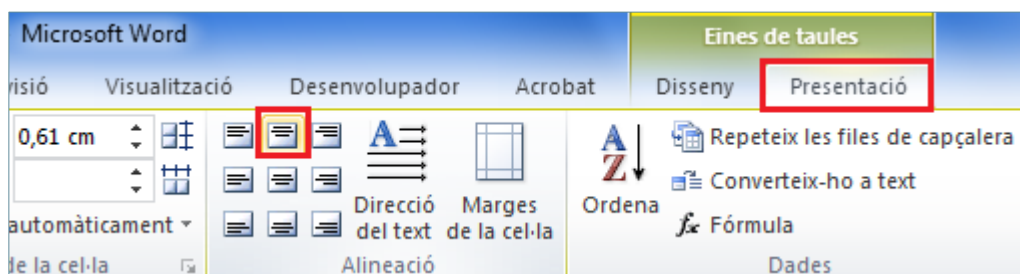 Microsoft Word
Eines de taules
visió Visualització Desenvolupador Acrobat Disseny Presentació
0,61 cm
Repeteix les files de capçalera
Converteix-ho a text
Fórmula
automàticament
Direcció del text
Marges de la cel·la
A Z
Ordena
de la cel·la
Alineació
Dades